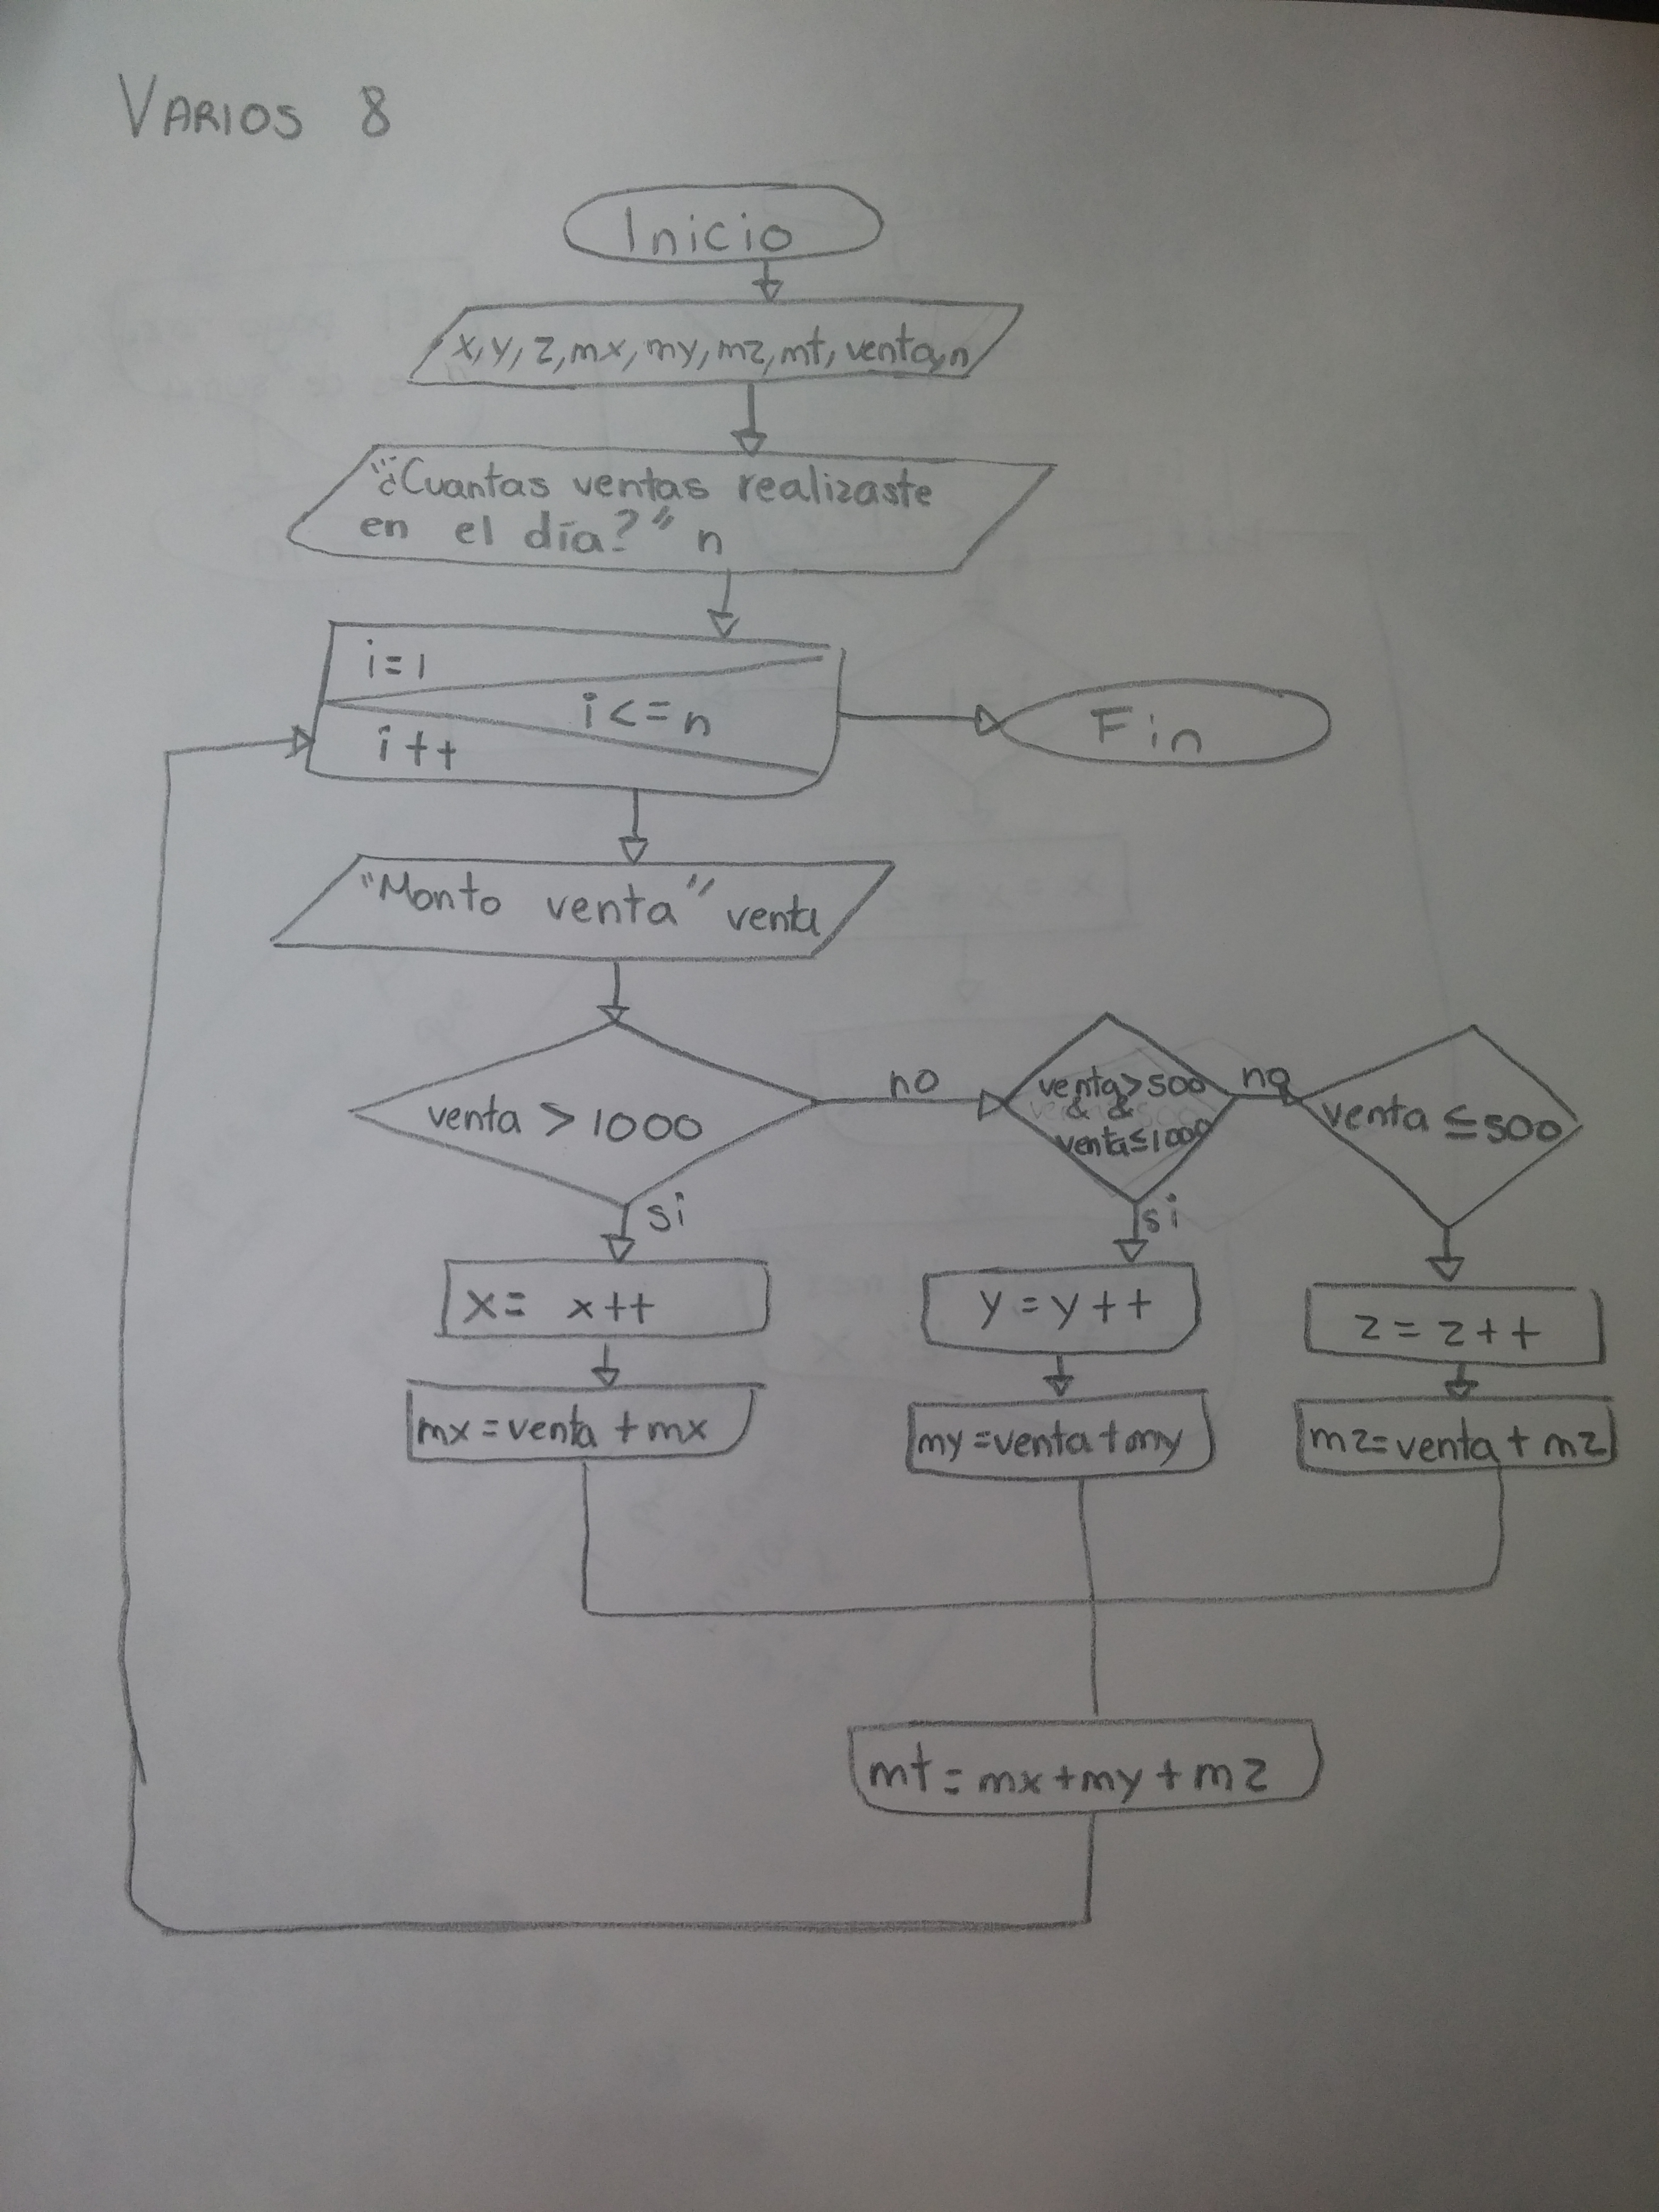 VARIOS 8
Inicio
x, y, z, mx, my, mz, mt, venta, n
"¿Cuantas ventas realizaste
en el día?" n
i=1
i<=n
i++
Fin
"Monto venta" venta
venta > 1000
no
venta>500
& &
venta≤1000
no
venta ≤500
si
si
x= x++
y=y++
z=z++
mx=venta+mx
my=venta+my
mz=venta+mz
mt=mx+my+mz